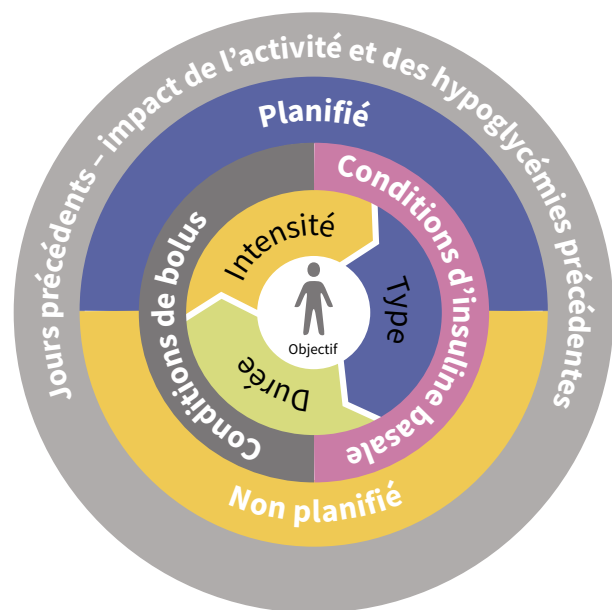 Jours précédents – impact de l’activité et des hypoglycémies précédentes
Planifié
Conditions de bolus
Conditions d’insuline basale
Intensité
Type
Durée
Objectif
Non planifié